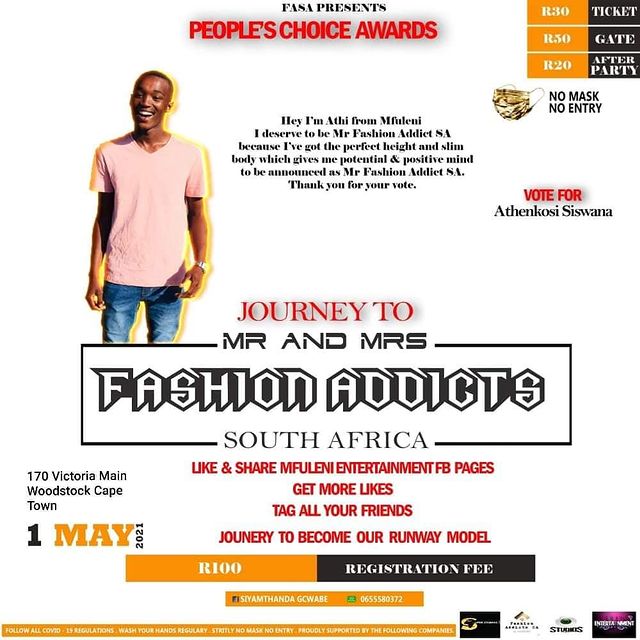 FASA PRESENTS
PEOPLE'S CHOICE AWARDS
R30 TICKET
R50 GATE
R20 AFTER PARTY
NO MASK
NO ENTRY
Hey I'm Athi from Mfuleni
I deserve to be Mr Fashion Addict SA
because I've got the perfect height and slim
body which gives me potential & positive mind
to be announced as Mr Fashion Addict SA.
Thank you for your vote.
VOTE FOR
Athenkosi Siswana
JOURNEY TO
MR AND MRS
FASHION ADDICTS
SOUTH AFRICA
LIKE & SHARE MFULENI ENTERTAINMENT FB PAGES
GET MORE LIKES
TAG ALL YOUR FRIENDS
JOUNERY TO BECOME OUR RUNWAY MODEL
170 Victoria Main
Woodstock Cape
Town
1 MAY 2021
R100 REGISTRATION FEE
SIYAMTHANDA GCWABE 0655580372
FOLLOW ALL COVID - 19 REGULATIONS . WASH YOUR HANDS REGULARY . STRITLY NO MASK NO ENTRY . PROUDLY SUPPORTED BY THE FOLLOWING COMPANIES
STUDIOS
ENTERTAINMENT